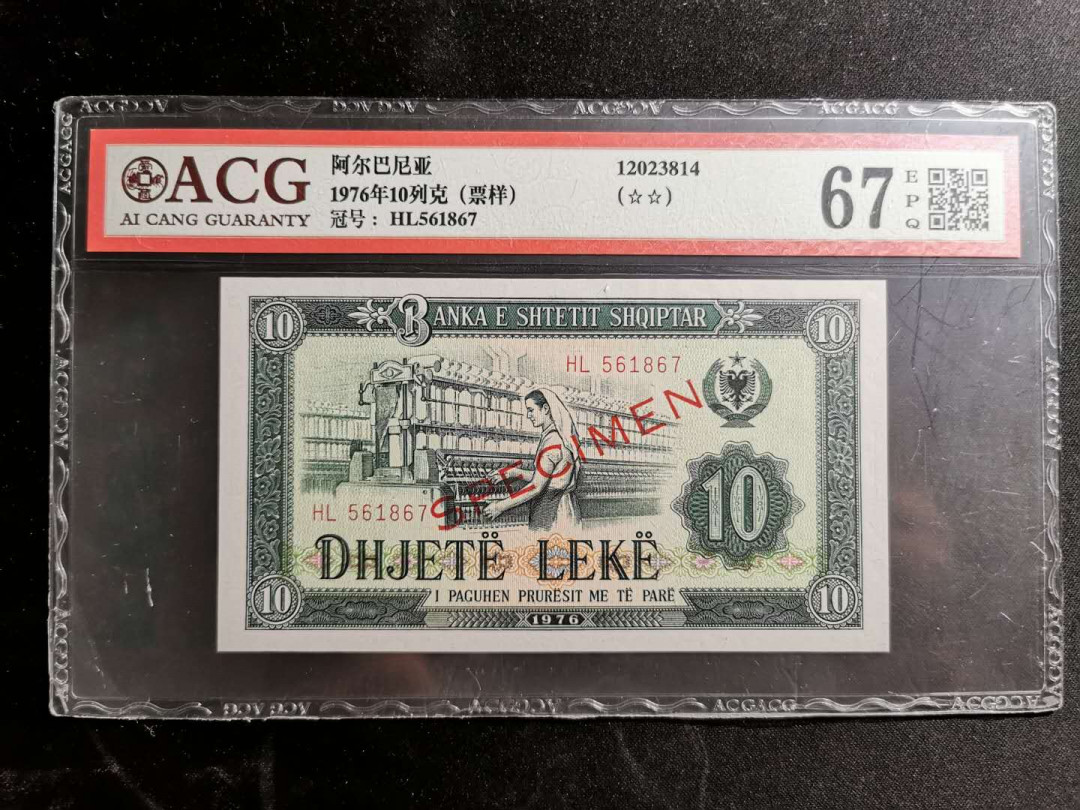 ACG
AI CANG GUARANTY
阿尔巴尼亚
1976年10列克（票样）
冠号：HL561867
12023814
(☆☆)
67
EPQ
10
BANKA E SHTETIT SHQIPTAR
10
HL 561867
SPECIMEN
10
HL 561867
DHJETË LEKË
10
I PAGUHEN PRURËSIT ME TË PARË
10
1976